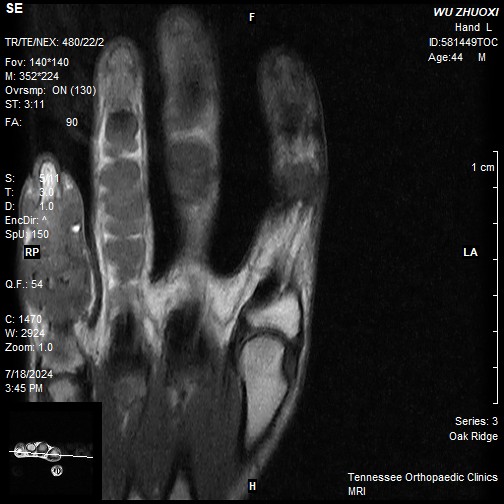 SE
F
WU ZHUOXI
Hand L
ID:581449TOC
Age:44 M
TR/TE/NEX: 480/22/2
Fov: 140*140
M: 352*224
Ovrsmp: ON (130)
ST: 3:11
FA: 90
1 cm
S: 5/11
T: 3.0
D: 1.0
EncDir: ^
SpU: 150
RP
LA
Q.F.: 54
C: 1470
W: 2924
Zoom: 1.0
7/18/2024
3:45 PM
Series: 3
Oak Ridge
H
Tennessee Orthopaedic Clinics
MRI